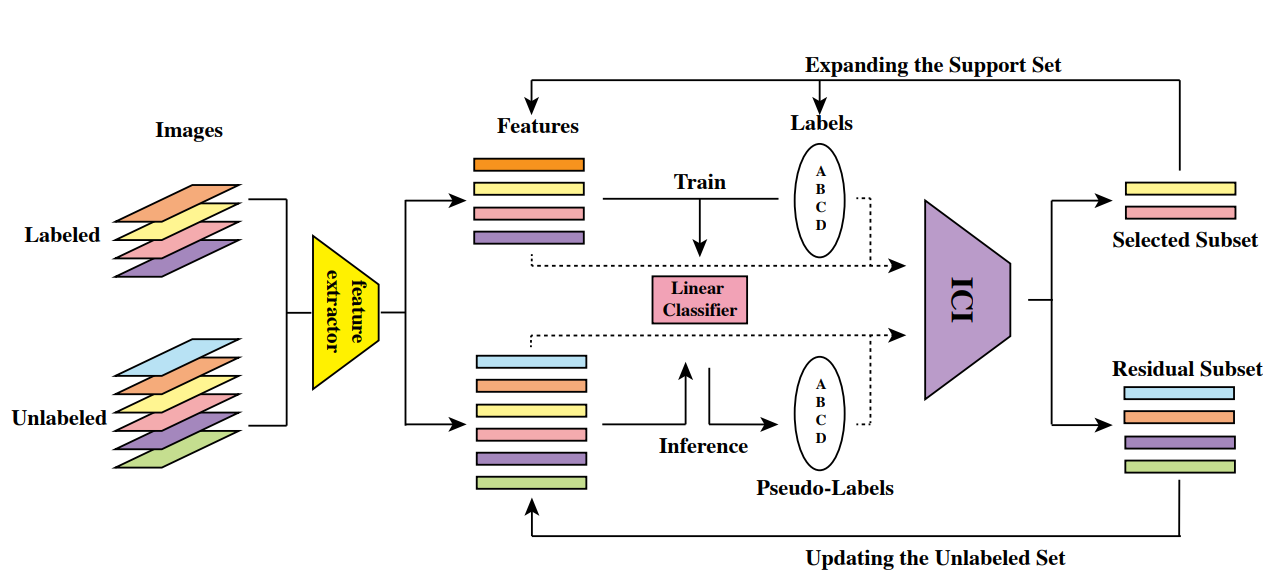 Expanding the Support Set
Images
Features
Labels
Labeled
Train
A
B
C
D
feature
extractor
Linear
Classifier
ICI
Selected Subset
Unlabeled
Inference
A
B
C
D
Pseudo-Labels
Residual Subset
Updating the Unlabeled Set